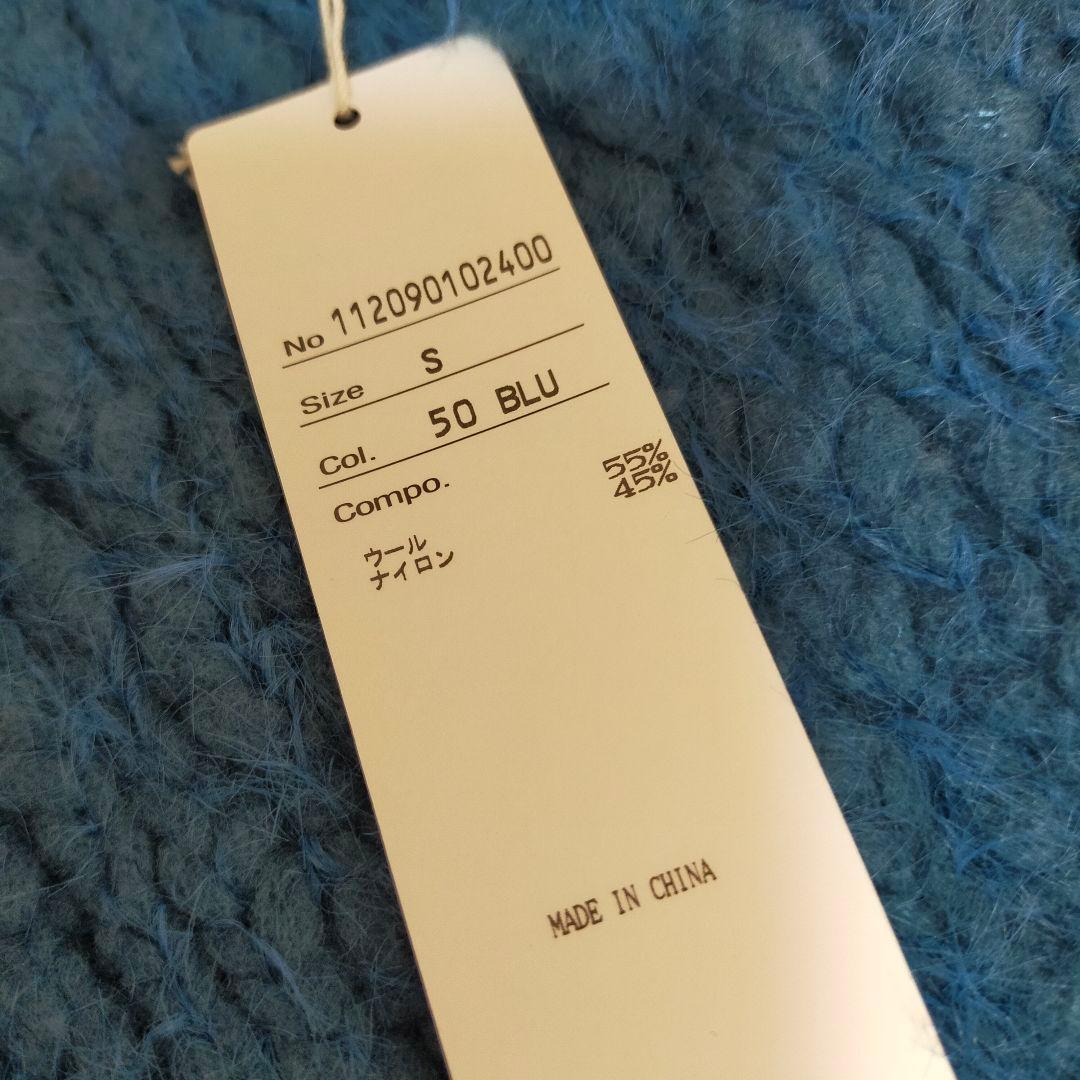 No 112090102400
Size S
Col. 50 BLU
Compo.
ウール 55%
ナイロン 45%
MADE IN CHINA